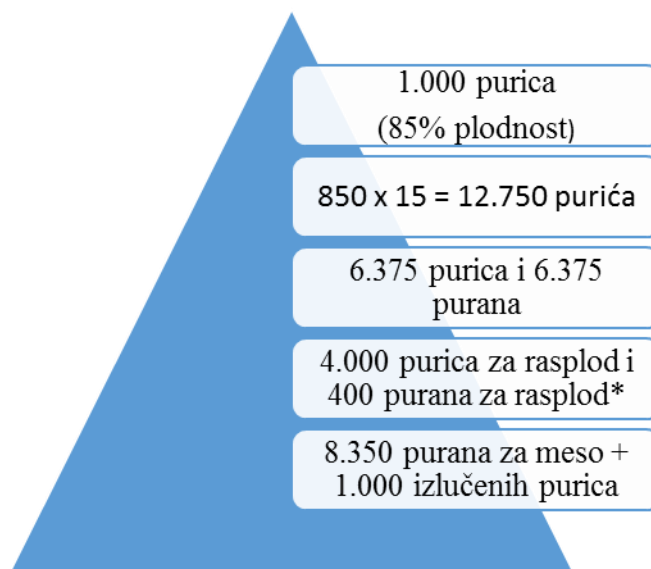 1.000 purica
(85% plodnost)
850 x 15 = 12.750 purića
6.375 purica i 6.375
purana
4.000 purica za rasplod i
400 purana za rasplod*
8.350 purana za meso +
1.000 izlučenih purica